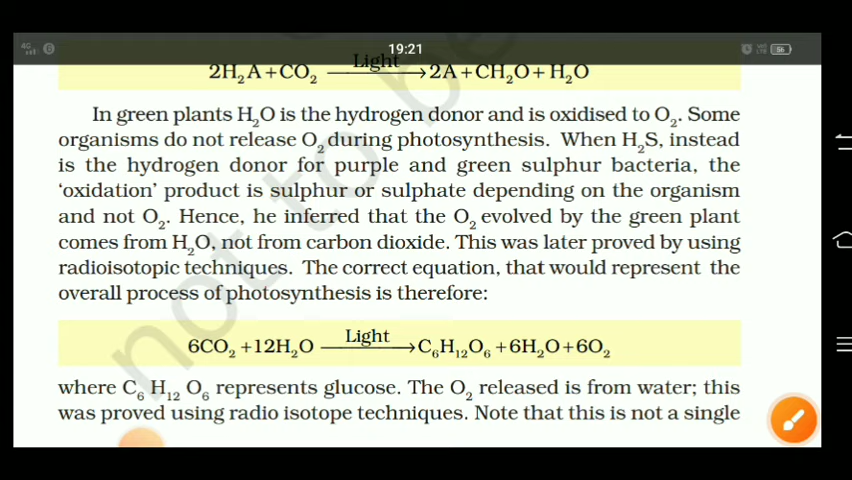 4G
19:21
56
Light
2H₂A+CO₂ ⟶ 2A+CH₂O+H₂O
In green plants H₂O is the hydrogen donor and is oxidised to O₂. Some
organisms do not release O₂ during photosynthesis. When H₂S, instead
is the hydrogen donor for purple and green sulphur bacteria, the
‘oxidation’ product is sulphur or sulphate depending on the organism
and not O₂. Hence, he inferred that the O₂ evolved by the green plant
comes from H₂O, not from carbon dioxide. This was later proved by using
radioisotopic techniques. The correct equation, that would represent the
overall process of photosynthesis is therefore:
Light
6CO₂ +12H₂O ⟶ C₆H₁₂O₆ +6H₂O+6O₂
where C₆ H₁₂ O₆ represents glucose. The O₂ released is from water; this
was proved using radio isotope techniques. Note that this is not a single
not to be